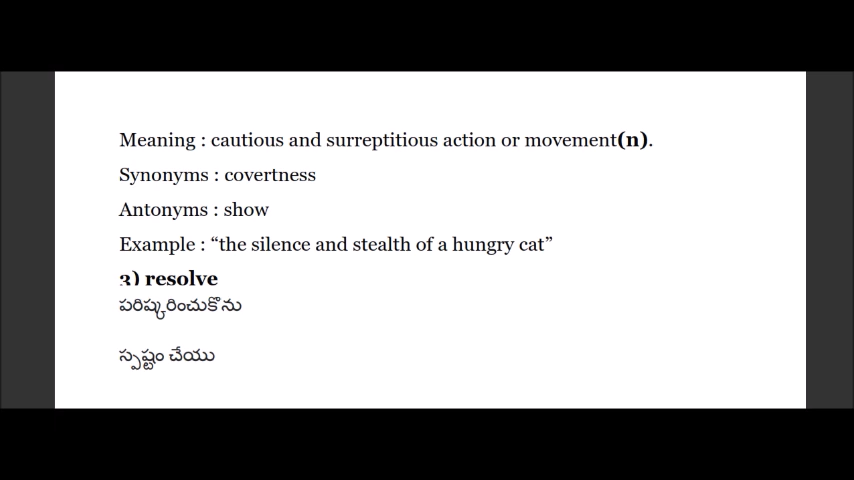 Meaning : cautious and surreptitious action or movement(n).
Synonyms : covertness
Antonyms : show
Example : “the silence and stealth of a hungry cat”
3) resolve
పరిష్కరించుకొను
స్పష్టం చేయు